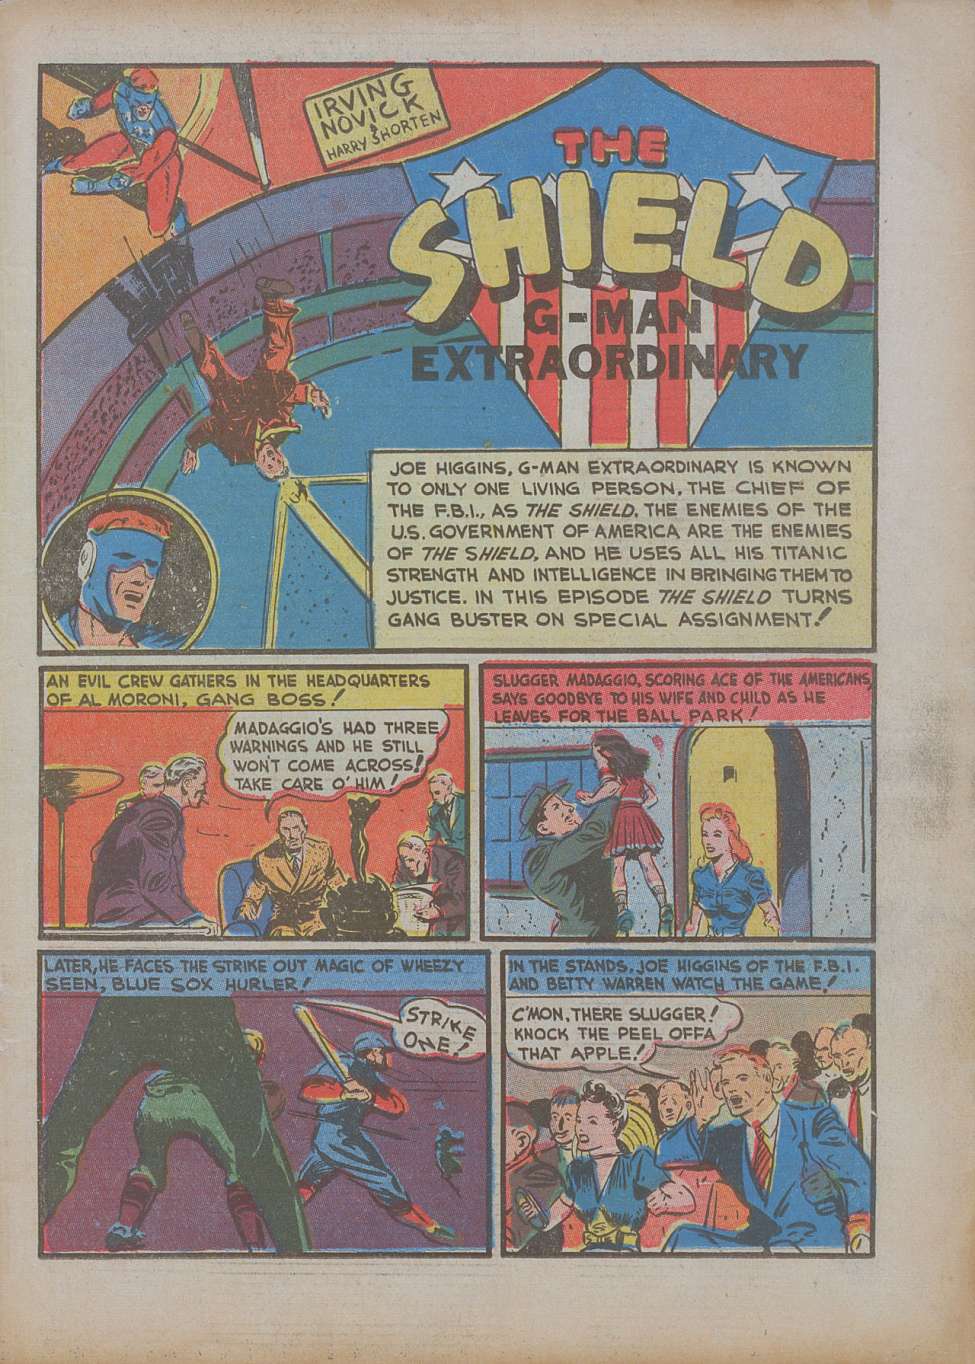 IRVING
NOVICK
&
HARRY SHORTEN
THE
SHIELD
G-MAN
EXTRAORDINARY
JOE HIGGINS, G-MAN EXTRAORDINARY IS KNOWN
TO ONLY ONE LIVING PERSON, THE CHIEF OF
THE F.B.I., AS THE SHIELD. THE ENEMIES OF THE
U.S. GOVERNMENT OF AMERICA ARE THE ENEMIES
OF THE SHIELD, AND HE USES ALL HIS TITANIC
STRENGTH AND INTELLIGENCE IN BRINGING THEM TO
JUSTICE. IN THIS EPISODE THE SHIELD TURNS
GANG BUSTER ON SPECIAL ASSIGNMENT!
AN EVIL CREW GATHERS IN THE HEADQUARTERS
OF AL MORONI, GANG BOSS!
MADAGGIO'S HAD THREE
WARNINGS AND HE STILL
WON'T COME ACROSS!
TAKE CARE O' HIM!
SLUGGER MADAGGIO, SCORING ACE OF THE AMERICANS,
SAYS GOODBYE TO HIS WIFE AND CHILD AS HE
LEAVES FOR THE BALL PARK!
LATER, HE FACES THE STRIKE OUT MAGIC OF WHEEZY
SEEN, BLUE SOX HURLER!
STRIKE
ONE!
IN THE STANDS, JOE HIGGINS OF THE F.B.I.
AND BETTY WARREN WATCH THE GAME!
C'MON, THERE SLUGGER!
KNOCK THE PEEL OFFA
THAT APPLE!